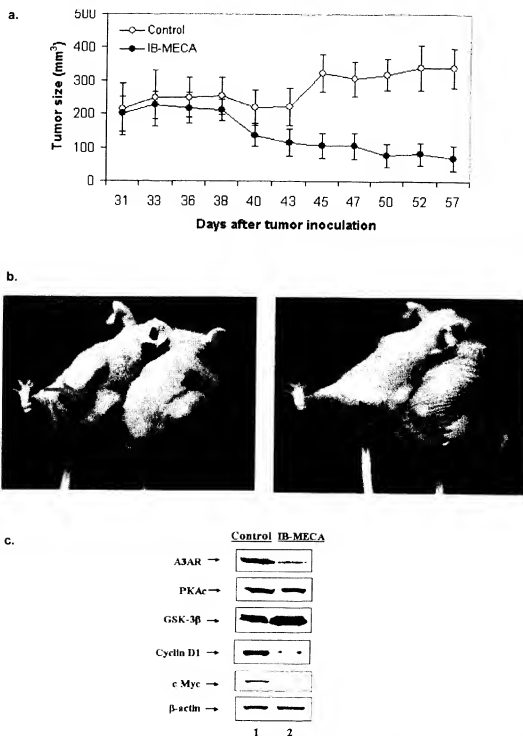 a.
500
400
300
200
100
0
Tumor size (mm³)
Control
IB-MECA
31 33 36 38 40 43 45 47 50 52 57
Days after tumor inoculation
b.
c.
Control IB-MECA
A3AR →
PKAc →
GSK-3β →
Cyclin D1 →
c Myc →
β-actin →
1 2